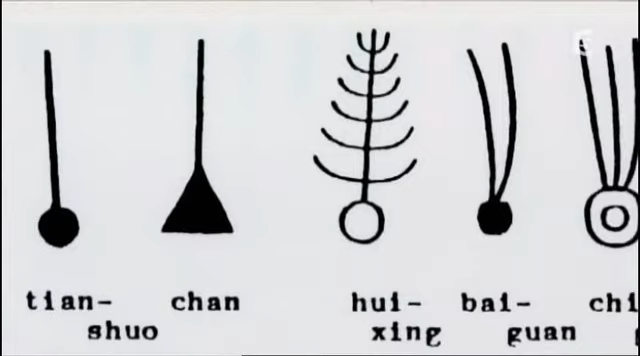 tian-
shuo
chan
hui-
xing
bai-
guan
chi